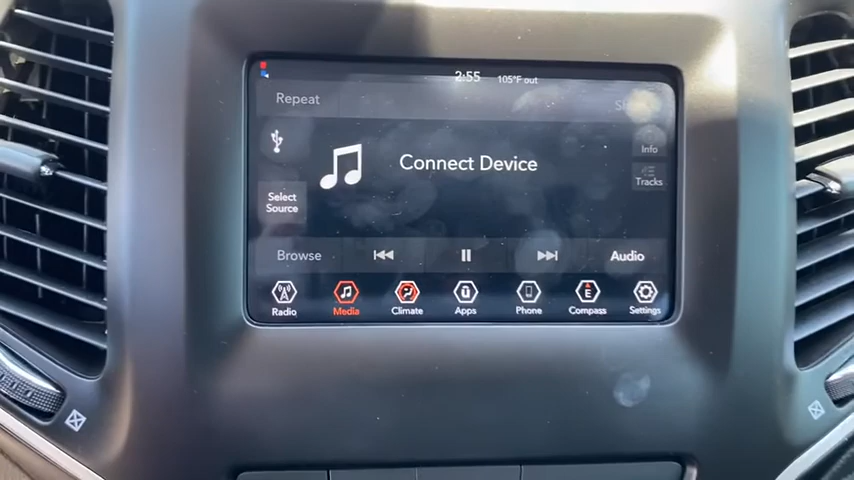 2:55 105°F out
Repeat
Info
Connect Device
Tracks
Select
Source
Browse
Audio
Radio Media Climate Apps Phone Compass Settings
E